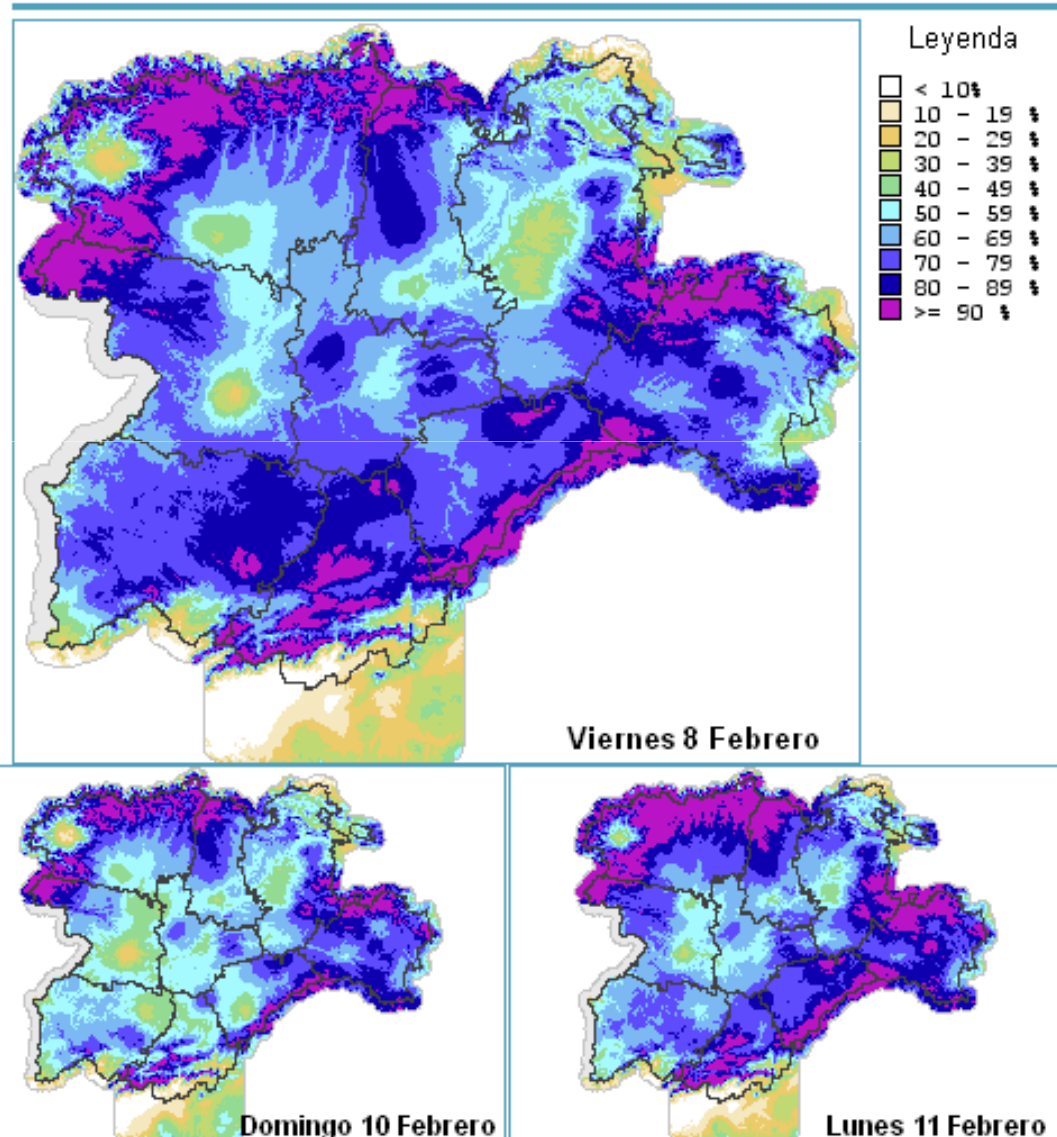 Leyenda
< 10%
10 - 19 %
20 - 29 %
30 - 39 %
40 - 49 %
50 - 59 %
60 - 69 %
70 - 79 %
80 - 89 %
>= 90 %
Viernes 8 Febrero
Domingo 10 Febrero
Lunes 11 Febrero